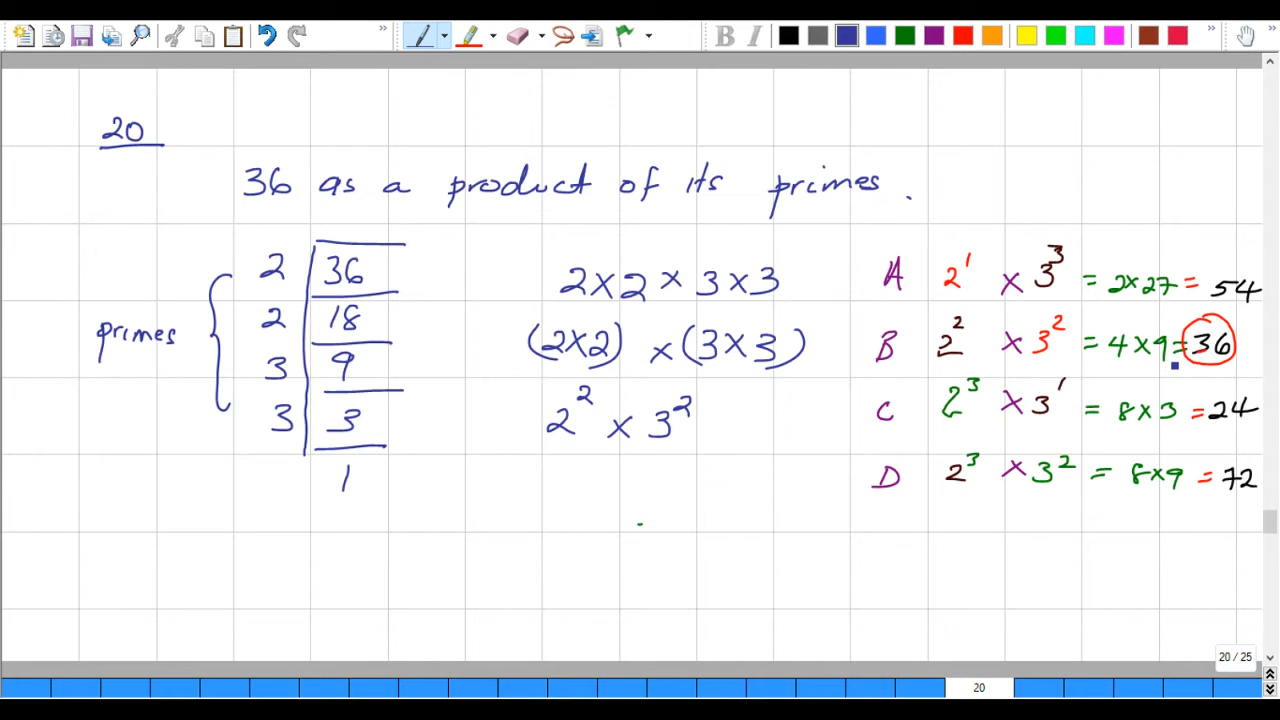 B I
20
36 as a product of its primes.
primes
2 | 36
2 | 18
3 | 9
3 | 3
1
2 × 2 × 3 × 3
(2×2) × (3×3)
2² × 3²
A 2¹ × 3³ = 2×27 = 54
B 2² × 3² = 4×9 = 36
C 2³ × 3¹ = 8×3 = 24
D 2³ × 3² = 8×9 = 72
20 / 25
20